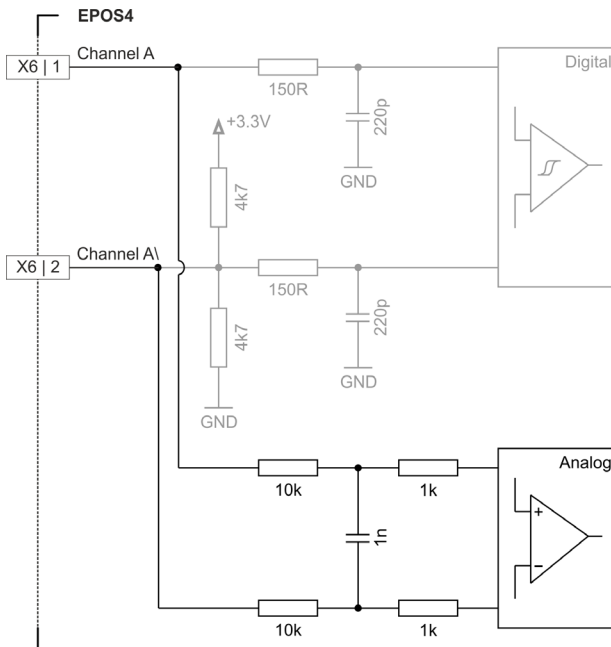 EPOS4
X6 | 1
Channel A
150R
220p
GND
Digital
+3.3V
4k7
X6 | 2
Channel A\
150R
4k7
220p
GND
GND
Analog
10k
1k
1n
+
−
10k
1k